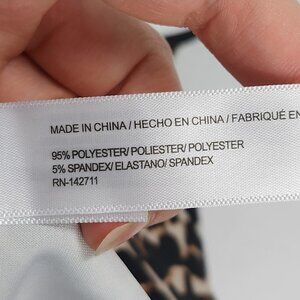 MADE IN CHINA / HECHO EN CHINA / FABRIQUÉ EN
95% POLYESTER/ POLIESTER/ POLYESTER
5% SPANDEX/ ELASTANO/ SPANDEX
RN-142711